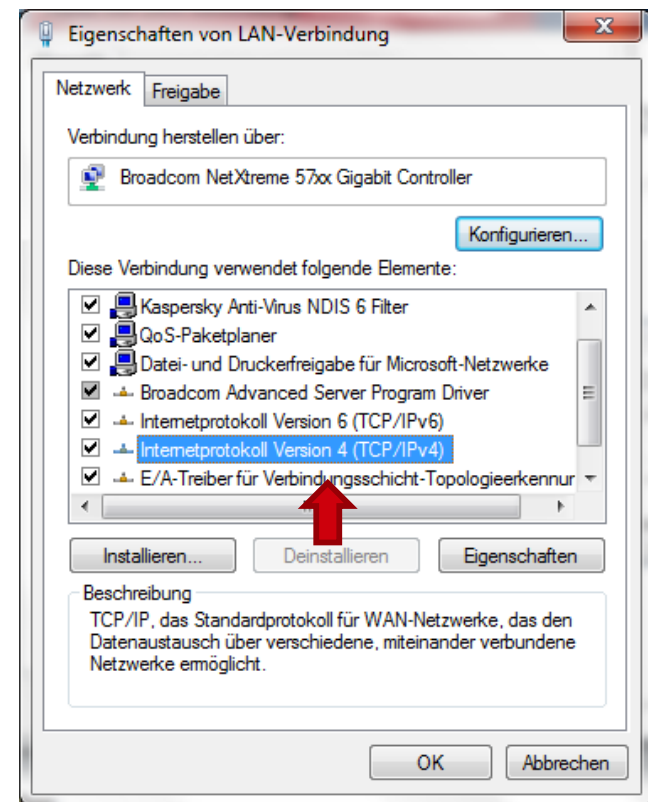 Eigenschaften von LAN-Verbindung
Netzwerk Freigabe
Verbindung herstellen über:
Broadcom NetXtreme 57xx Gigabit Controller
Konfigurieren...
Diese Verbindung verwendet folgende Elemente:
Kaspersky Anti-Virus NDIS 6 Filter
QoS-Paketplaner
Datei- und Druckerfreigabe für Microsoft-Netzwerke
Broadcom Advanced Server Program Driver
Internetprotokoll Version 6 (TCP/IPv6)
Internetprotokoll Version 4 (TCP/IPv4)
E/A-Treiber für Verbindungsschicht-Topologieerkennur
Installieren... Deinstallieren Eigenschaften
Beschreibung
TCP/IP, das Standardprotokoll für WAN-Netzwerke, das den
Datenaustausch über verschiedene, miteinander verbundene
Netzwerke ermöglicht.
OK Abbrechen